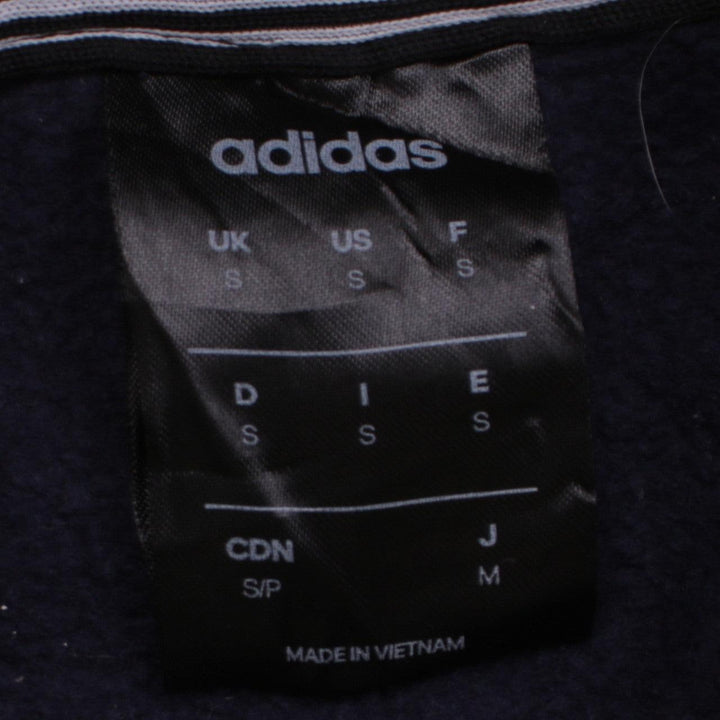 adidas
UK US F
S S S
D I E
S S S
CDN J
S/P M
MADE IN VIETNAM